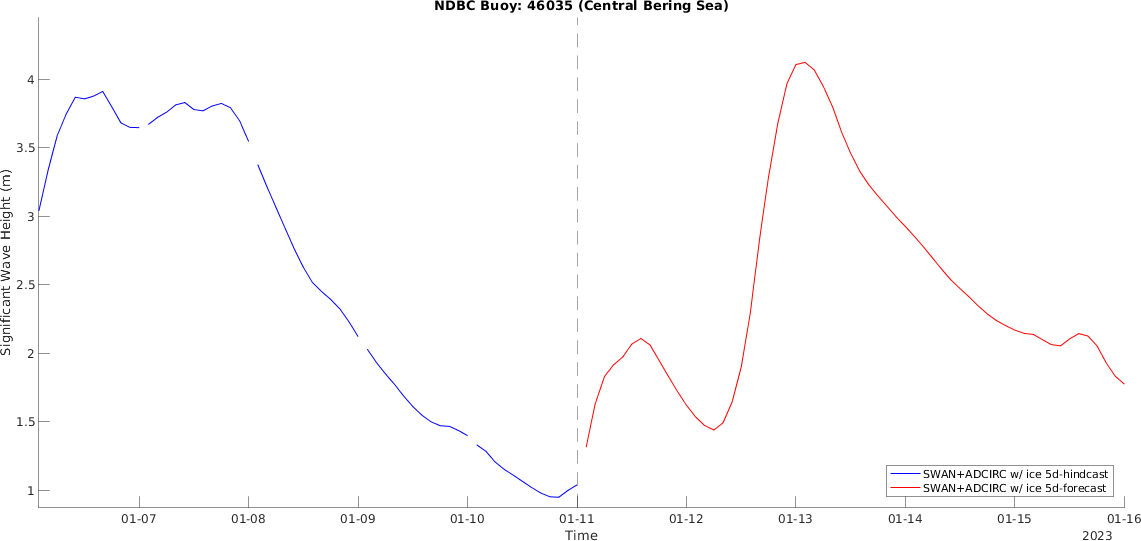 NDBC Buoy: 46035 (Central Bering Sea)
Significant Wave Height (m)
4
3.5
3
2.5
2
1.5
1
SWAN+ADCIRC w/ ice 5d-hindcast
SWAN+ADCIRC w/ ice 5d-forecast
01-07 01-08 01-09 01-10 01-11 01-12 01-13 01-14 01-15 01-16
Time
2023